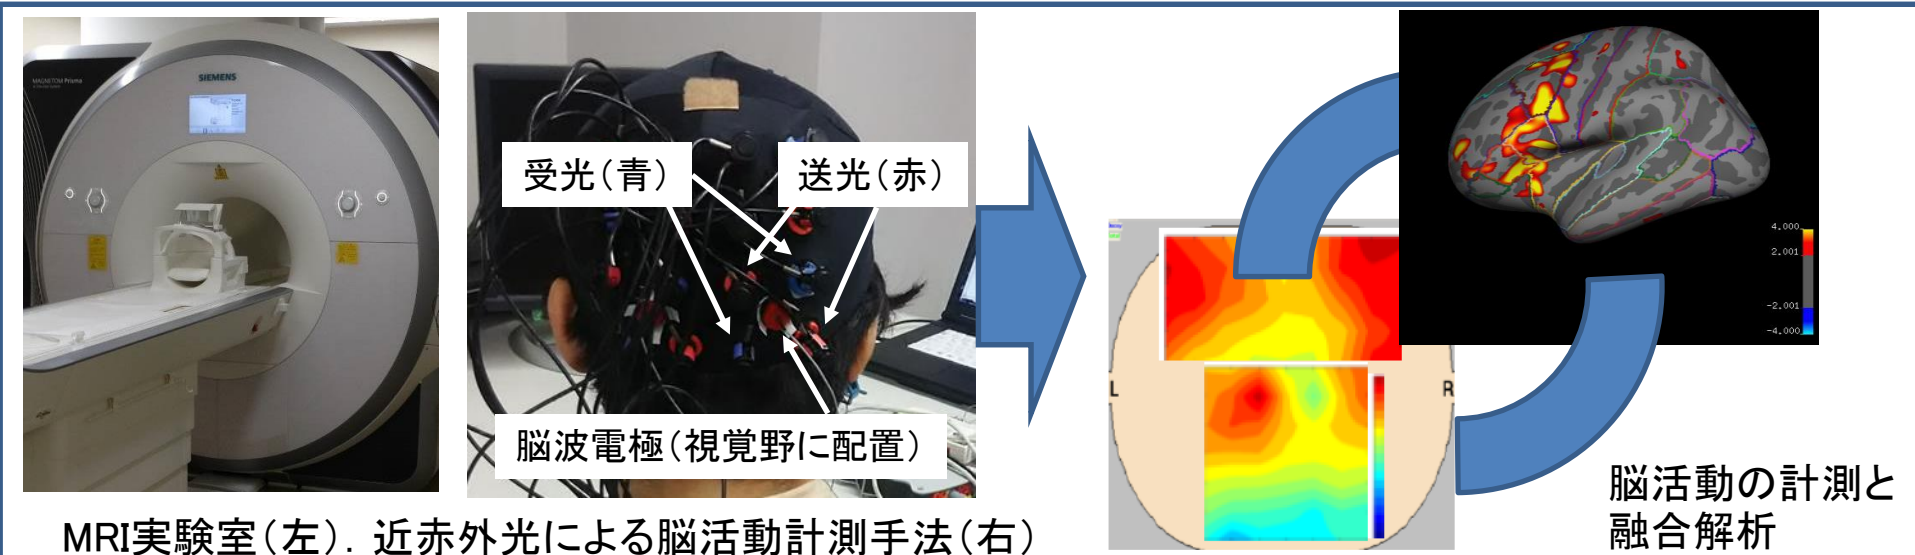 MAGNETOM Prisma
SIEMENS
受光（青）
送光（赤）
脳波電極（視覚野に配置）
MRI実験室（左）．近赤外光による脳活動計測手法（右）
L
R
4.000
2.001
-2.001
-4.000
脳活動の計測と
融合解析